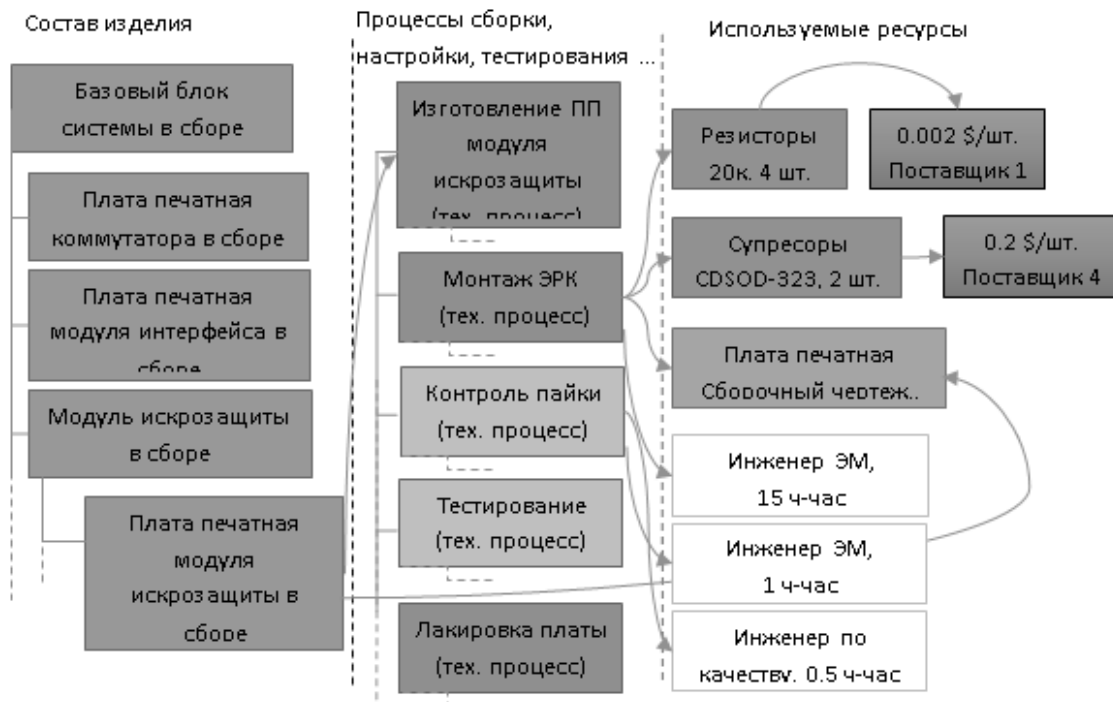 Состав изделия
Базовый блок
системы в сборе
Плата печатная
коммутатора в сборе
Плата печатная
модуля интерфейса в
сборе
Модуль искрозащиты
в сборе
Плата печатная
модуля
искрозащиты в
сборе
Процессы сборки,
настройки, тестирования ...
Изготовление ПП
модуля
искрозащиты
(тех. процесс)
Монтаж ЭРК
(тех. процесс)
Контроль пайки
(тех. процесс)
Тестирование
(тех. процесс)
Лакировка платы
(тех. процесс)
Используемые ресурсы
Резисторы
20к. 4 шт.
0.002 $/шт.
Поставщик 1
Супресоры
CDSOD-323, 2 шт.
0.2 $/шт.
Поставщик 4
Плата печатная
Сборочный чертеж..
Инженер ЭМ,
15 ч-час
Инженер ЭМ,
1 ч-час
Инженер по
качеству. 0.5 ч-час